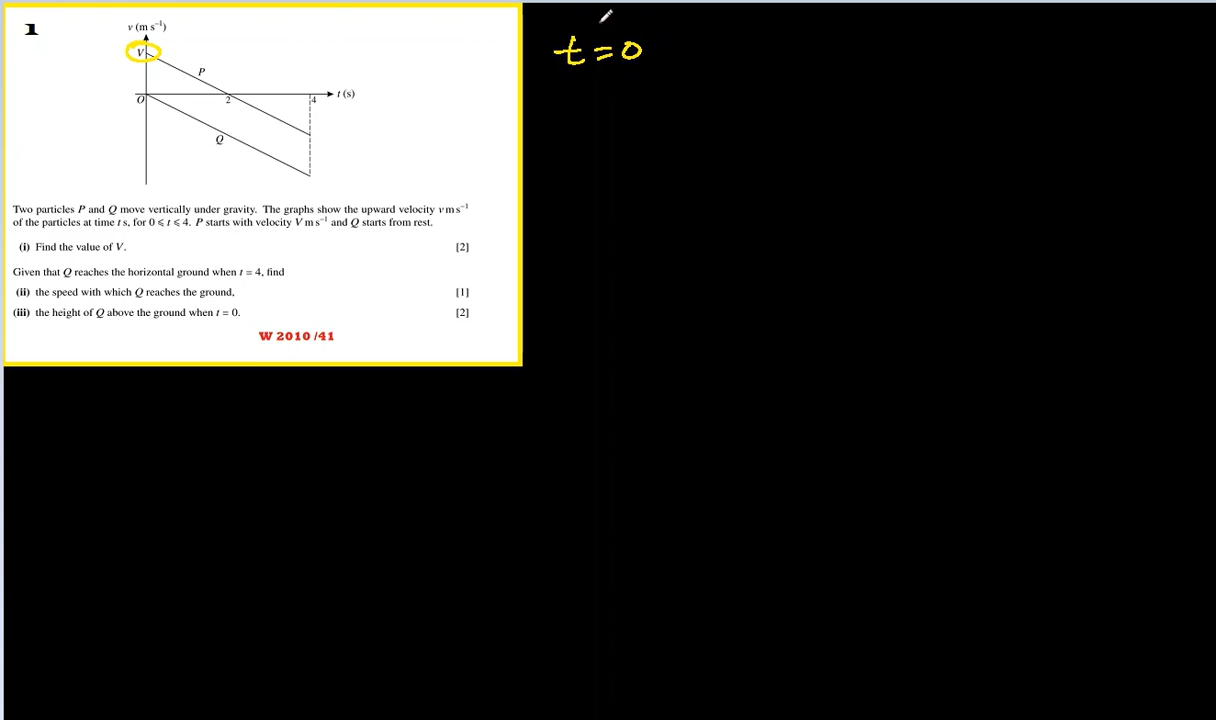 1
v (m s⁻¹)
t = 0
V
P
O
2
4
t (s)
Q
Two particles P and Q move vertically under gravity. The graphs show the upward velocity v m s⁻¹
of the particles at time t s, for 0 ⩽ t ⩽ 4. P starts with velocity V m s⁻¹ and Q starts from rest.
(i) Find the value of V. [2]
Given that Q reaches the horizontal ground when t = 4, find
(ii) the speed with which Q reaches the ground, [1]
(iii) the height of Q above the ground when t = 0. [2]
W 2010 /41